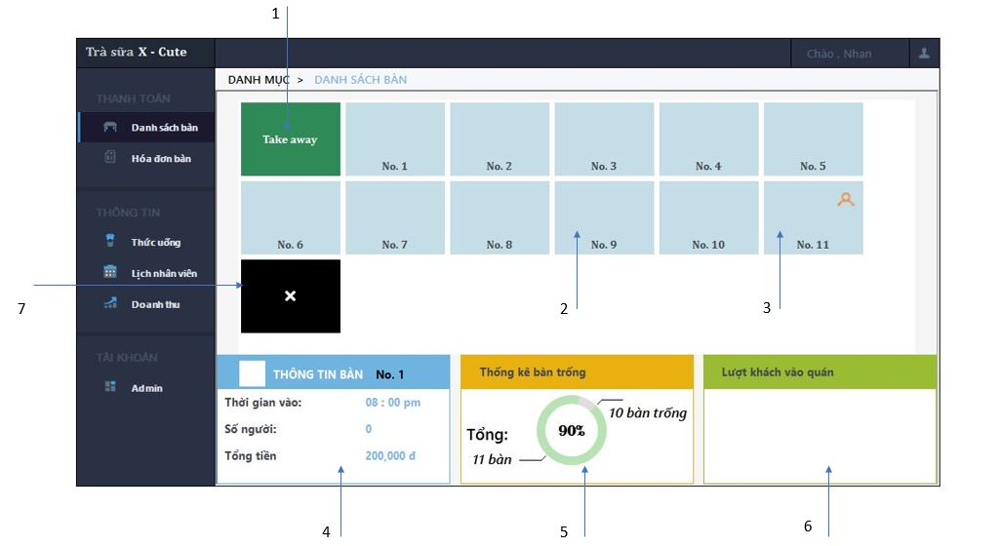 1
Trà sữa X - Cute
Chào , Nhan
DANH MỤC > DANH SÁCH BÀN
THANH TOÁN
Danh sách bàn
Hóa đơn bàn
THÔNG TIN
Thức uống
Lịch nhân viên
Doanh thu
TÀI KHOẢN
Admin
Take away
No. 1
No. 2
No. 3
No. 4
No. 5
No. 6
No. 7
No. 8
No. 9
No. 10
No. 11
7
2
3
THÔNG TIN BÀN No. 1
Thời gian vào: 08 : 00 pm
Số người: 0
Tổng tiền 200,000 đ
Thống kê bàn trống
10 bàn trống
90%
Tổng:
11 bàn
Lượt khách vào quán
4
5
6